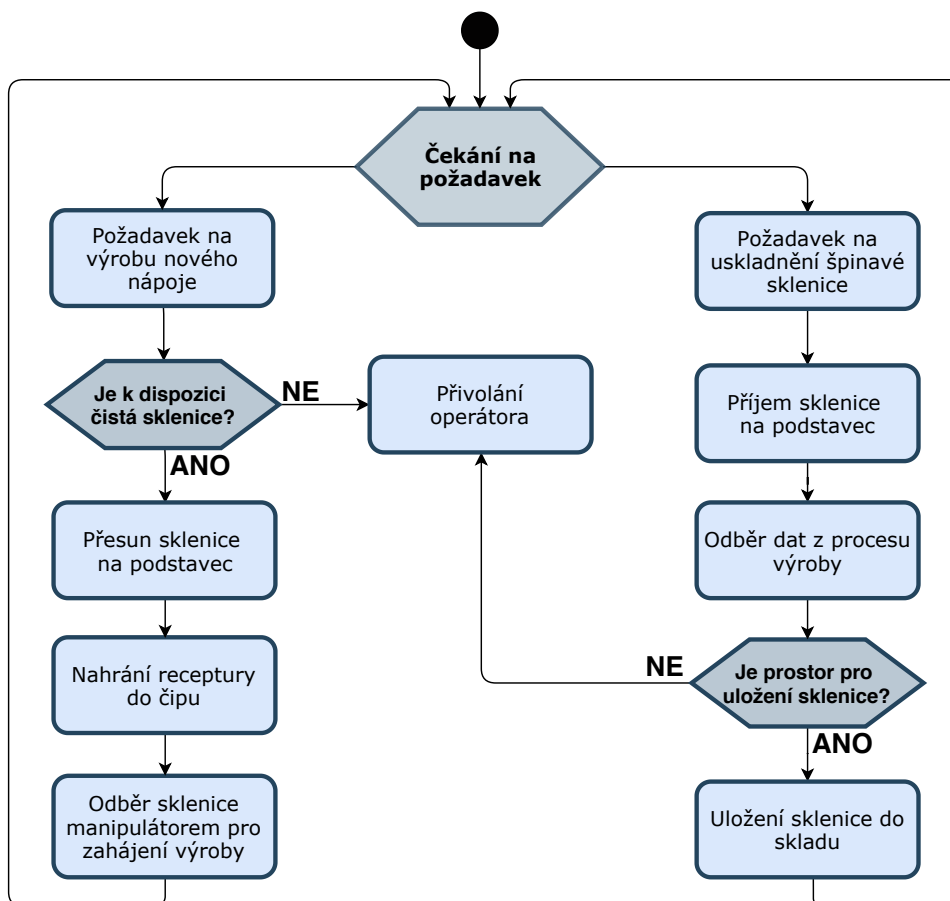 Čekání na
požadavek
Požadavek na
výrobu nového
nápoje
Požadavek na
uskladnění špinavé
sklenice
Je k dispozici
čistá sklenice?
NE
Přivolání
operátora
Příjem sklenice
na podstavec
ANO
Přesun sklenice
na podstavec
Odběr dat z procesu
výroby
Nahrání receptury
do čipu
NE
Je prostor pro
uložení sklenice?
ANO
Odběr sklenice
manipulátorem pro
zahájení výroby
Uložení sklenice do
skladu